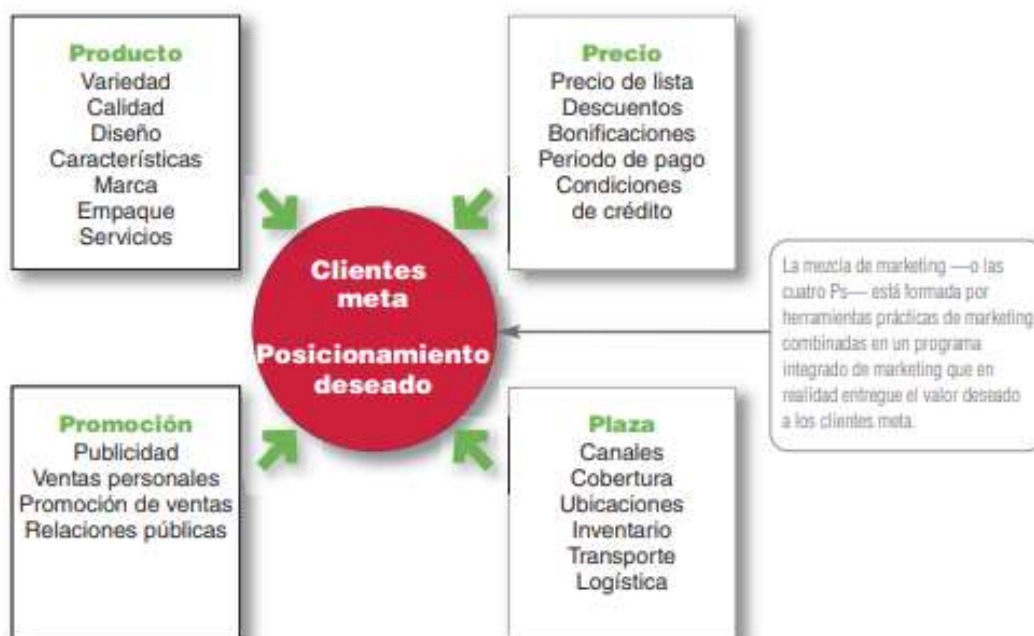 Producto
Variedad
Calidad
Diseño
Características
Marca
Empaque
Servicios
Precio
Precio de lista
Descuentos
Bonificaciones
Periodo de pago
Condiciones
de crédito
Clientes
meta
Posicionamiento
deseado
La mezcla de marketing —o las
cuatro Ps— está formada por
herramientas prácticas de marketing
combinadas en un programa
integrado de marketing que en
realidad entregue el valor deseado
a los clientes meta.
Promoción
Publicidad
Ventas personales
Promoción de ventas
Relaciones públicas
Plaza
Canales
Cobertura
Ubicaciones
Inventario
Transporte
Logística